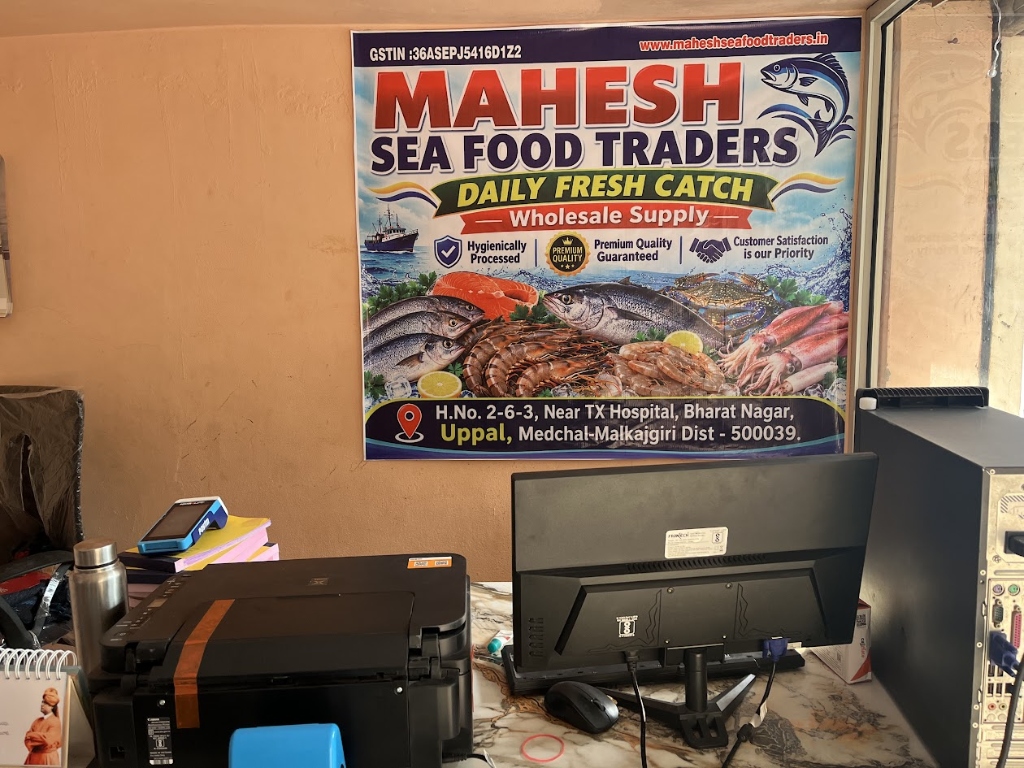 GSTIN :36ASEPJ5416D1Z2
www.maheshseafoodtraders.in
MAHESH
SEA FOOD TRADERS
DAILY FRESH CATCH
Wholesale Supply
Hygienically
Processed
PREMIUM
QUALITY
Premium Quality
Guaranteed
Customer Satisfaction
is our Priority
H.No. 2-6-3, Near TX Hospital, Bharat Nagar,
Uppal, Medchal-Malkajgiri Dist - 500039.